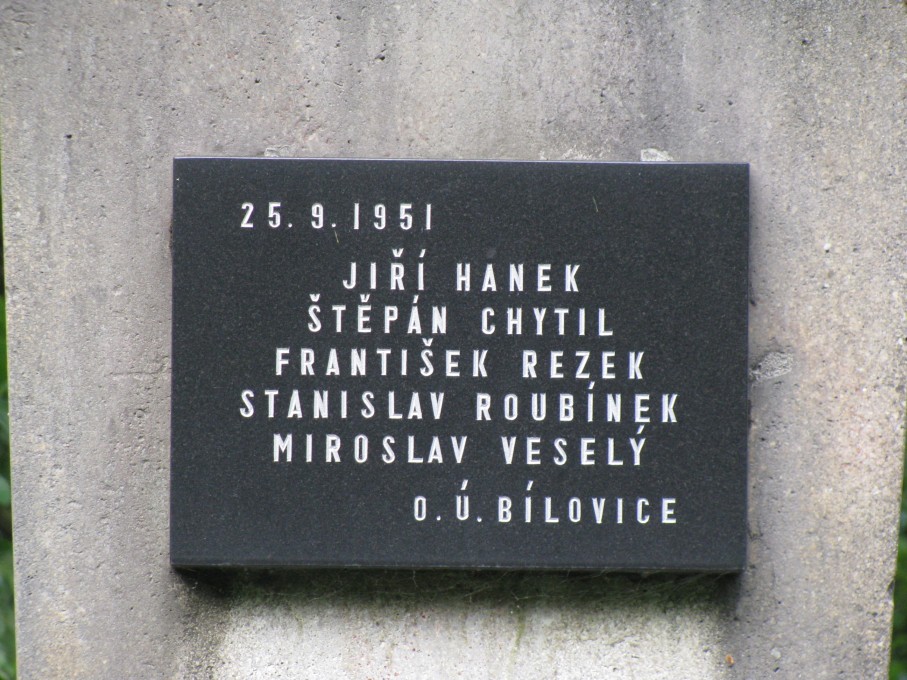 25.9.1951
JIŘÍ HANEK
ŠTĚPÁN CHYTIL
FRANTIŠEK REZEK
STANISLAV ROUBÍNEK
MIROSLAV VESELÝ
O.Ú.BÍLOVICE